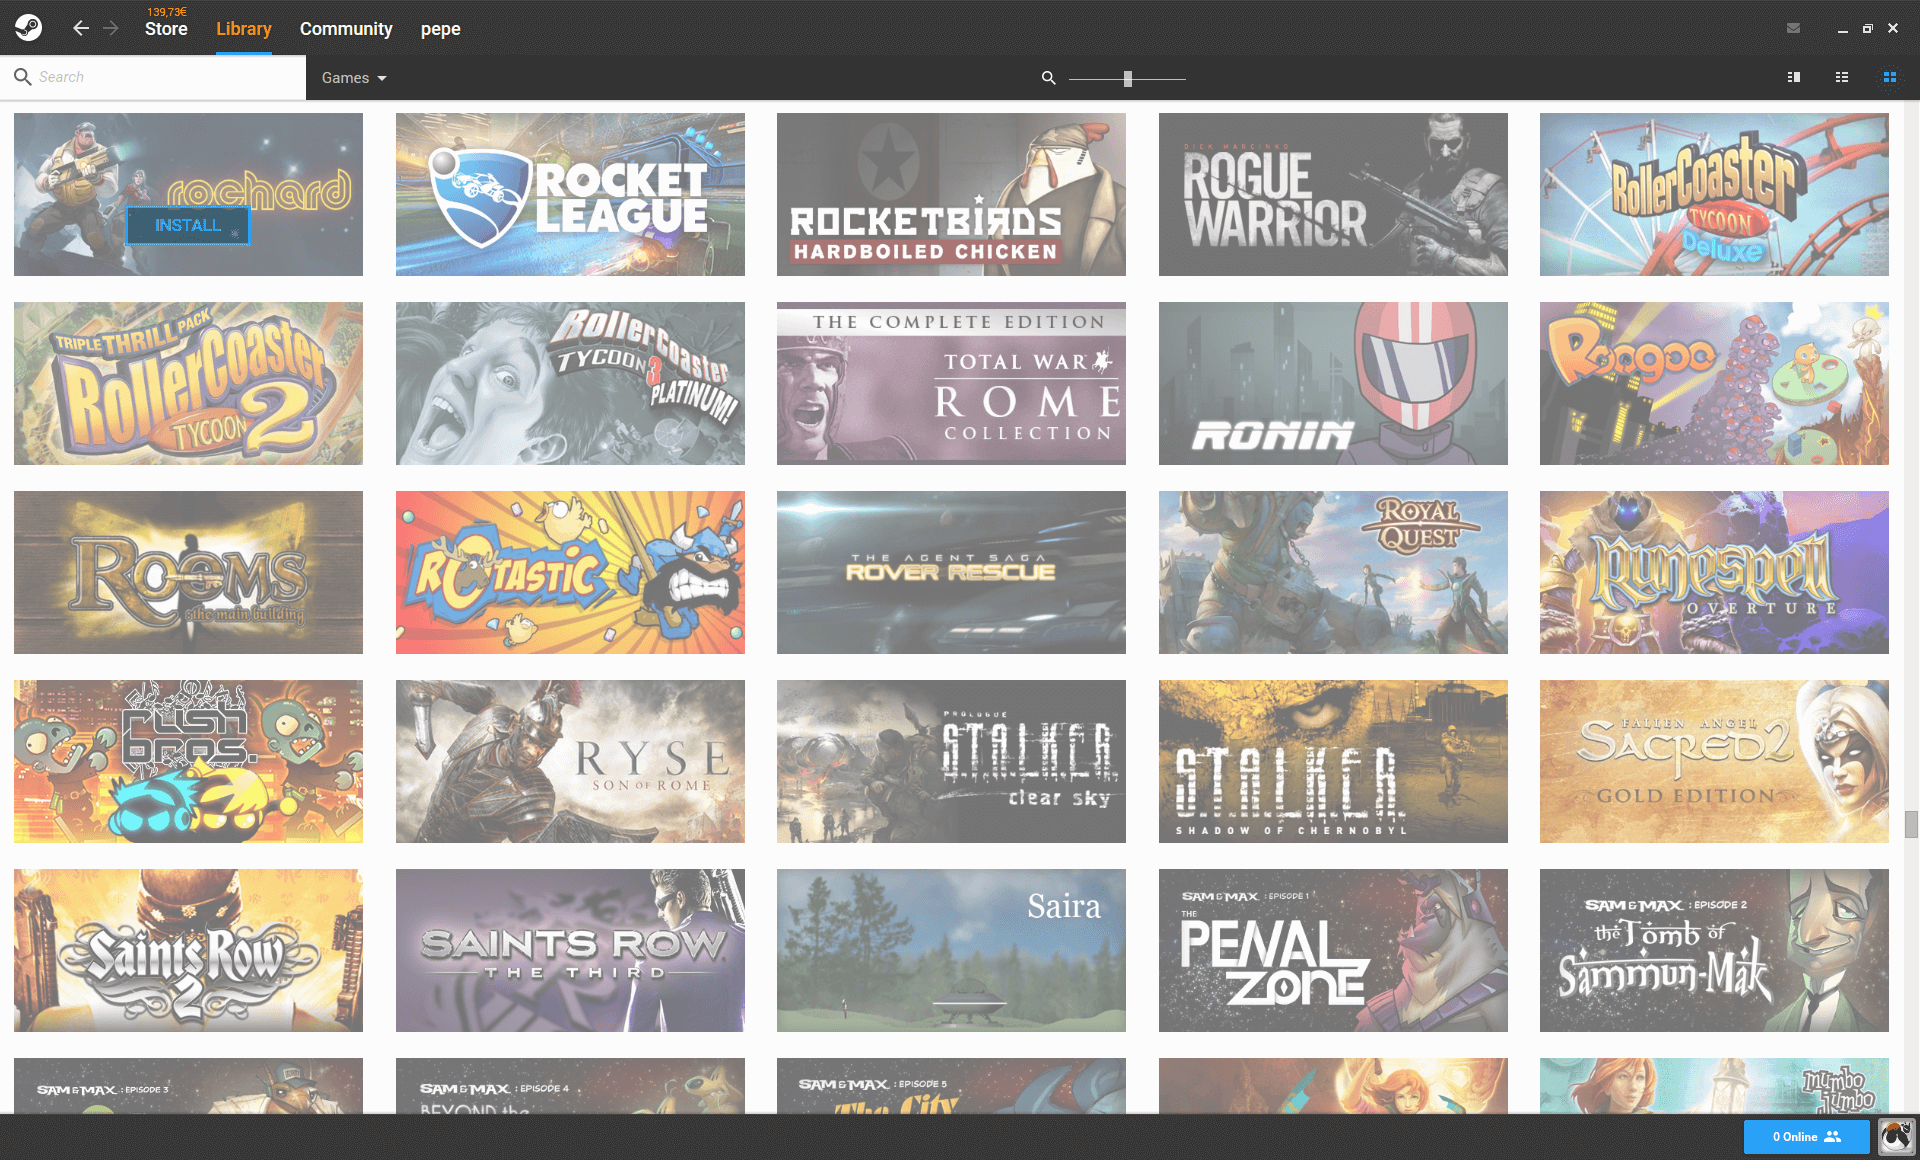 139,73€
Store
Library
Community
pepe
Search
Games
rochard
INSTALL
ROCKET
LEAGUE
ROCKETBIRDS
HARDBOILED CHICKEN
DICK MARCINKO
ROGUE
WARRIOR
RollerCoaster
TYCOON
Deluxe
TRIPLE THRILL PACK
RollerCoaster
TYCOON 2
RollerCoaster
TYCOON 3
PLATINUM!
THE COMPLETE EDITION
TOTAL WAR
ROME
COLLECTION
RONIN
Roogoo
ROOMS
the main building
ROTASTIC
THE AGENT SAGA
ROVER RESCUE
ROYAL
QUEST
Runespell
OVERTURE
rush
bros.
RYSE
SON OF ROME
PROLOGUE
S.T.A.L.K.E.R.
clear sky
S.T.A.L.K.E.R.
SHADOW OF CHERNOBYL
FALLEN ANGEL
SACRED 2
GOLD EDITION
Saints Row
2
SAINTS ROW
THE THIRD
Saira
SAM & MAX : EPISODE 1
THE
PENAL
ZONE
SAM & MAX : EPISODE 2
the Tomb of
Sammun-Mak
SAM & MAX : EPISODE 3
SAM & MAX : EPISODE 4
BEYOND the
SAM & MAX : EPISODE 5
The City
mumbo
jumbo
0 Online